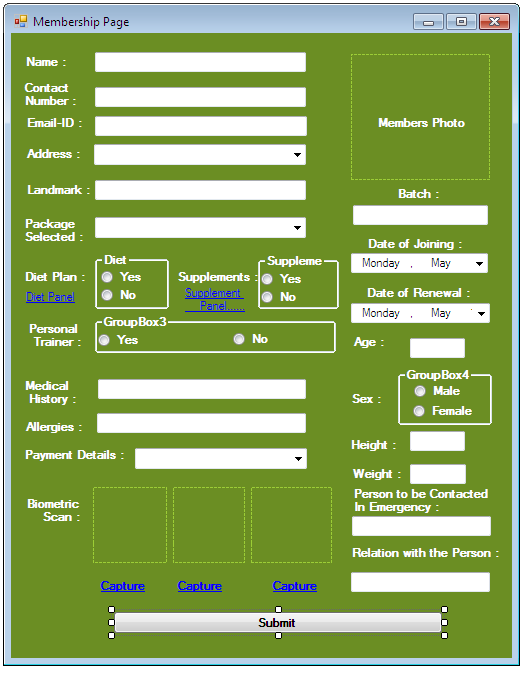 Membership Page
Name :
Contact
Number :
Email-ID :
Address :
Landmark :
Package
Selected :
Diet Plan :
Diet Panel
Diet
Yes
No
Supplements :
Supplement
Panel......
Suppleme
Yes
No
Personal
Trainer :
GroupBox3
Yes
No
Medical
History :
Allergies :
Payment Details :
Biometric
Scan :
Capture
Capture
Capture
Submit
Members Photo
Batch :
Date of Joining :
Monday , May
Date of Renewal :
Monday , May
Age :
Sex :
GroupBox4
Male
Female
Height :
Weight :
Person to be Contacted
In Emergency :
Relation with the Person :